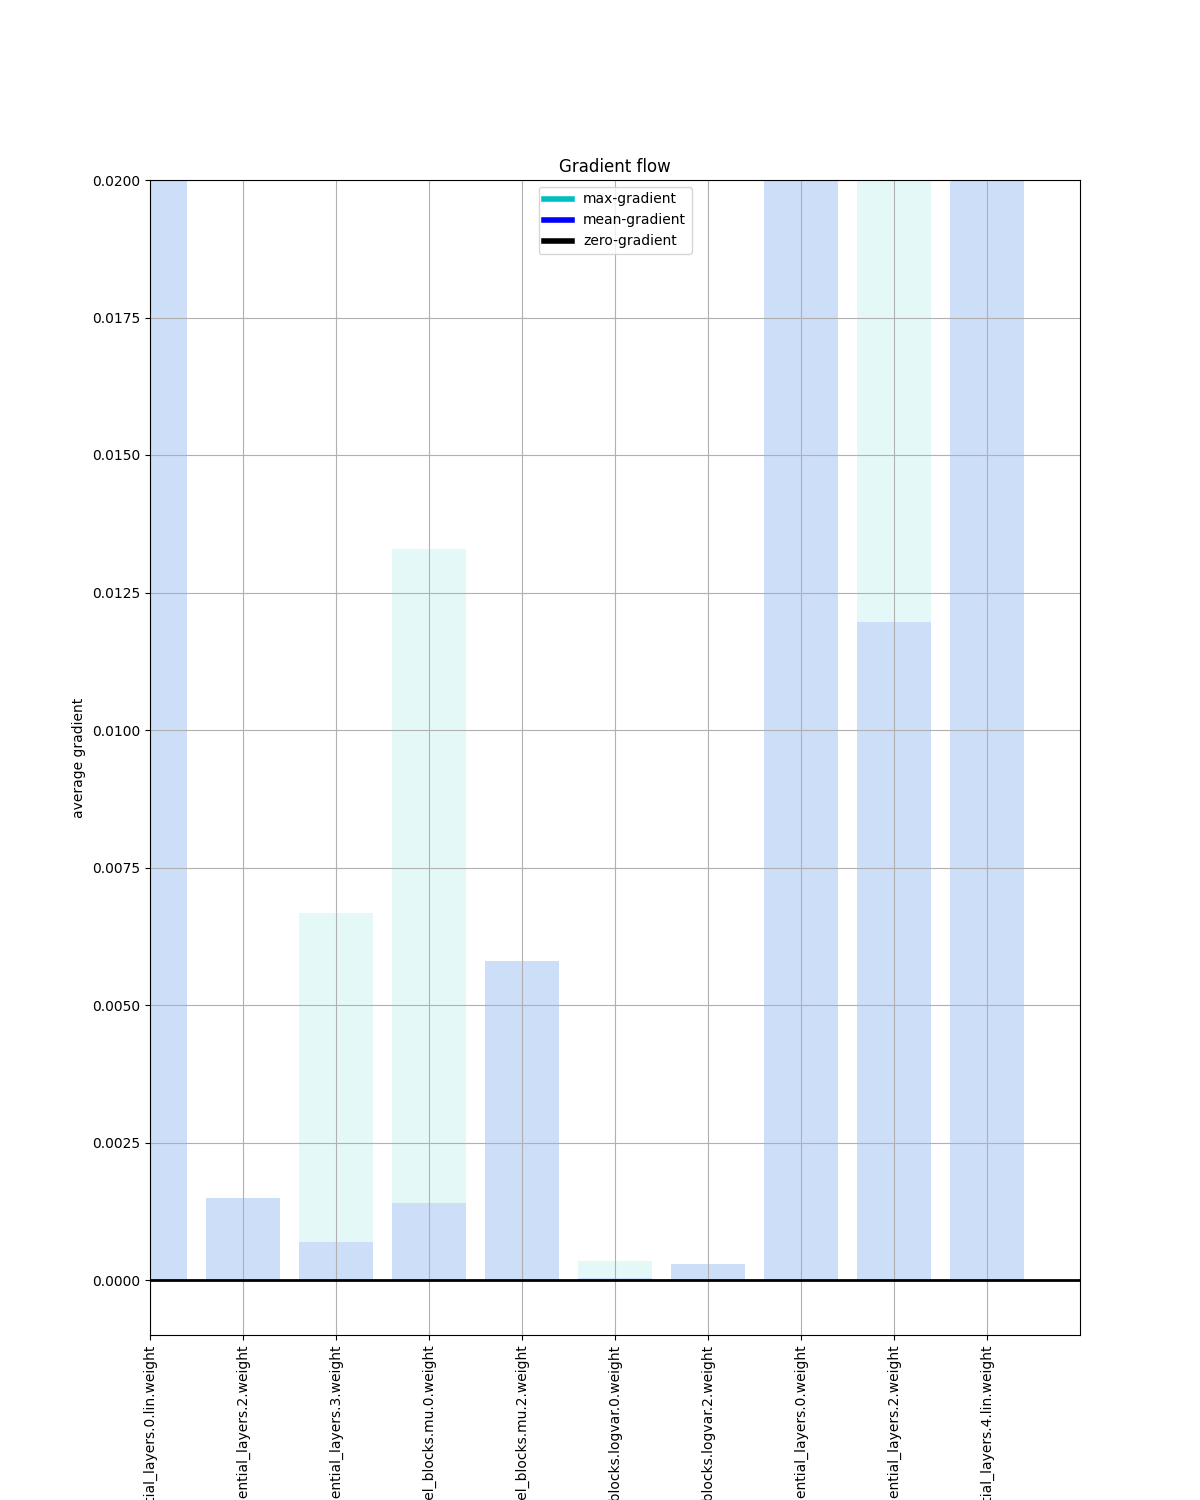 Gradient flow
max-gradient
mean-gradient
zero-gradient
0.0200
0.0175
0.0150
0.0125
0.0100
0.0075
0.0050
0.0025
0.0000
average gradient
tial_layers.0.lin.weight
ential_layers.2.weight
ential_layers.3.weight
el_blocks.mu.0.weight
el_blocks.mu.2.weight
blocks.logvar.0.weight
blocks.logvar.2.weight
ential_layers.0.weight
ential_layers.2.weight
tial_layers.4.lin.weight